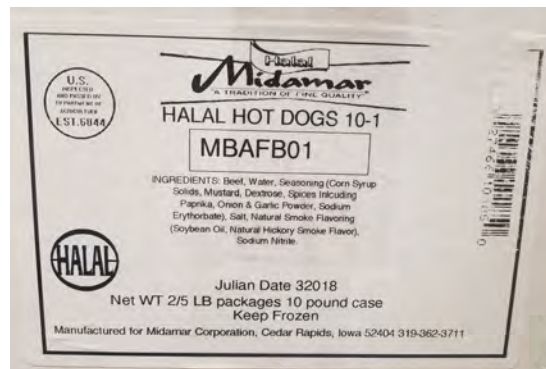 Halal
Midamar
"A TRADITION OF FINE QUALITY"
U.S.
INSPECTED
AND PASSED BY
DEPARTMENT OF
AGRICULTURE
EST.6844
HALAL HOT DOGS 10-1
MBAFB01
INGREDIENTS: Beef, Water, Seasoning (Corn Syrup
Solids, Mustard, Dextrose, Spices Inlcuding
Paprika, Onion & Garlic Powder, Sodium
Erythorbate), Salt, Natural Smoke Flavoring
(Soybean Oil, Natural Hickory Smoke Flavor),
Sodium Nitrite.
HALAL
Julian Date 32018
Net WT 2/5 LB packages 10 pound case
Keep Frozen
Manufactured for Midamar Corporation, Cedar Rapids, Iowa 52404 319-362-3711